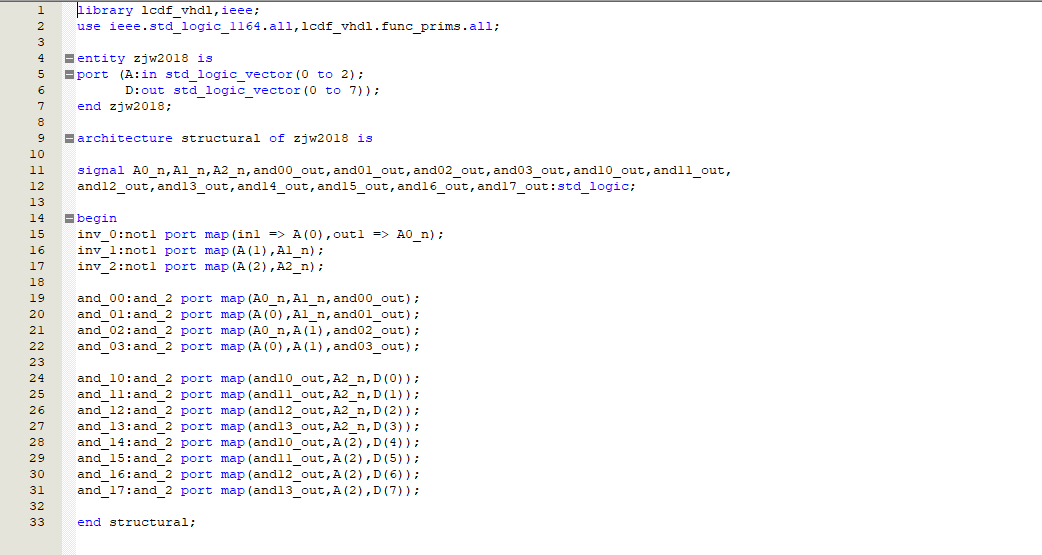 1 library lcdf_vhdl,ieee;
2 use ieee.std_logic_1164.all,lcdf_vhdl.func_prims.all;
3
4 entity zjw2018 is
5 port (A:in std_logic_vector(0 to 2);
6 D:out std_logic_vector(0 to 7));
7 end zjw2018;
8
9 architecture structural of zjw2018 is
10
11 signal A0_n,A1_n,A2_n,and00_out,and01_out,and02_out,and03_out,and10_out,and11_out,
12 and12_out,and13_out,and14_out,and15_out,and16_out,and17_out:std_logic;
13
14 begin
15 inv_0:not1 port map(in1 => A(0),out1 => A0_n);
16 inv_1:not1 port map(A(1),A1_n);
17 inv_2:not1 port map(A(2),A2_n);
18
19 and_00:and_2 port map(A0_n,A1_n,and00_out);
20 and_01:and_2 port map(A(0),A1_n,and01_out);
21 and_02:and_2 port map(A0_n,A(1),and02_out);
22 and_03:and_2 port map(A(0),A(1),and03_out);
23
24 and_10:and_2 port map(and10_out,A2_n,D(0));
25 and_11:and_2 port map(and11_out,A2_n,D(1));
26 and_12:and_2 port map(and12_out,A2_n,D(2));
27 and_13:and_2 port map(and13_out,A2_n,D(3));
28 and_14:and_2 port map(and10_out,A(2),D(4));
29 and_15:and_2 port map(and11_out,A(2),D(5));
30 and_16:and_2 port map(and12_out,A(2),D(6));
31 and_17:and_2 port map(and13_out,A(2),D(7));
32
33 end structural;